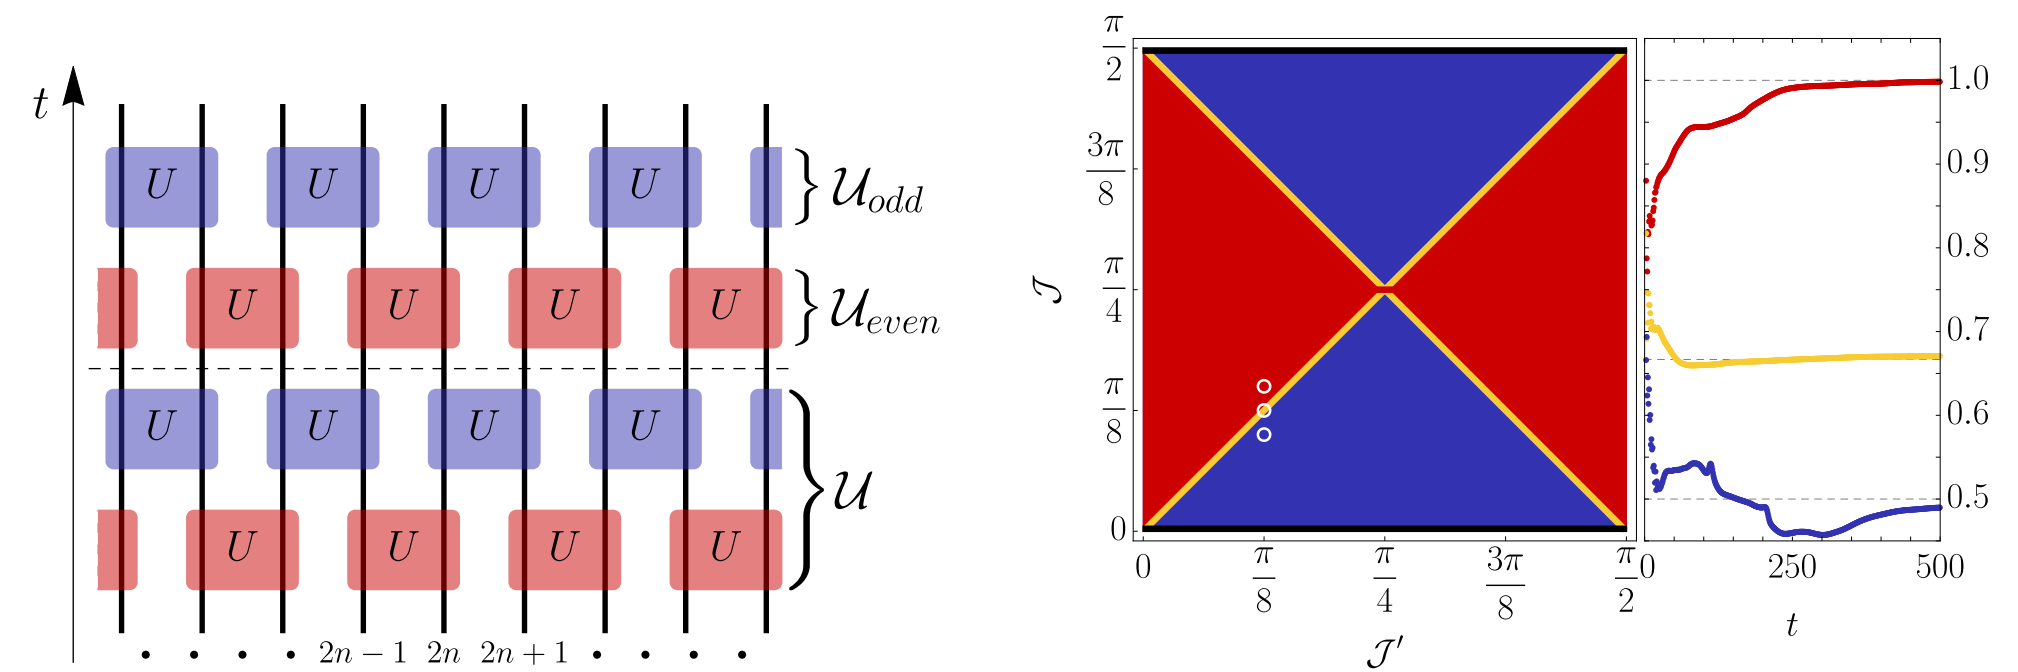 t
U U U U } 𝒰_odd
U U U U } 𝒰_even
U U U U
U U U U } 𝒰
2n − 1 2n 2n + 1
𝒥
π/2
3π/8
π/4
π/8
0
0 π/8 π/4 3π/8 π/2
𝒥′
1.0
0.9
0.8
0.7
0.6
0.5
0 250 500
t